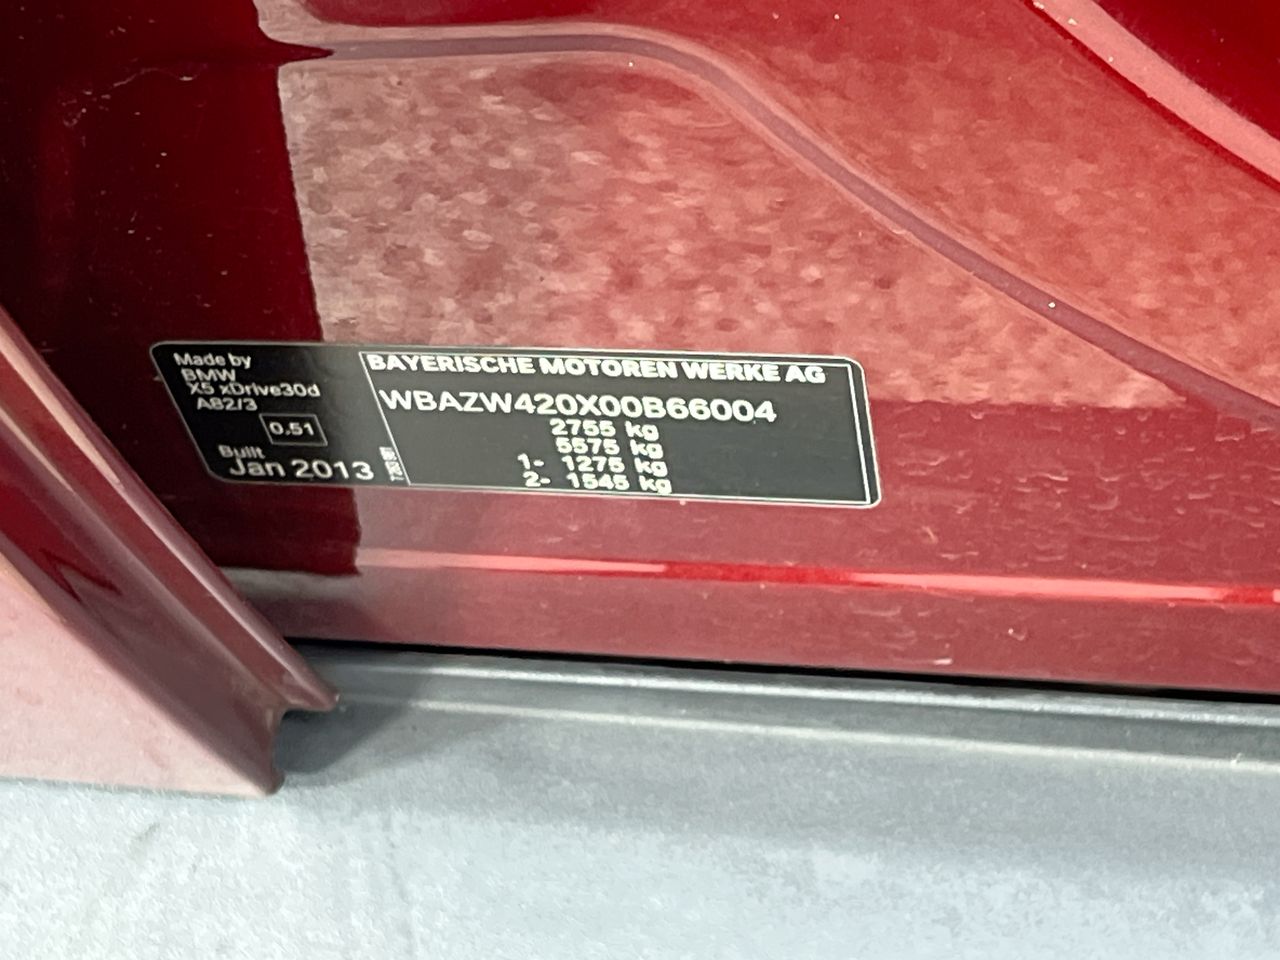 Made by
BMW
X5 xDrive30d
A82/3
0.51
Built
Jan 2013
BAYERISCHE MOTOREN WERKE AG
WBAZW420X00B66004
2755 kg
5575 kg
1- 1275 kg
2- 1545 kg